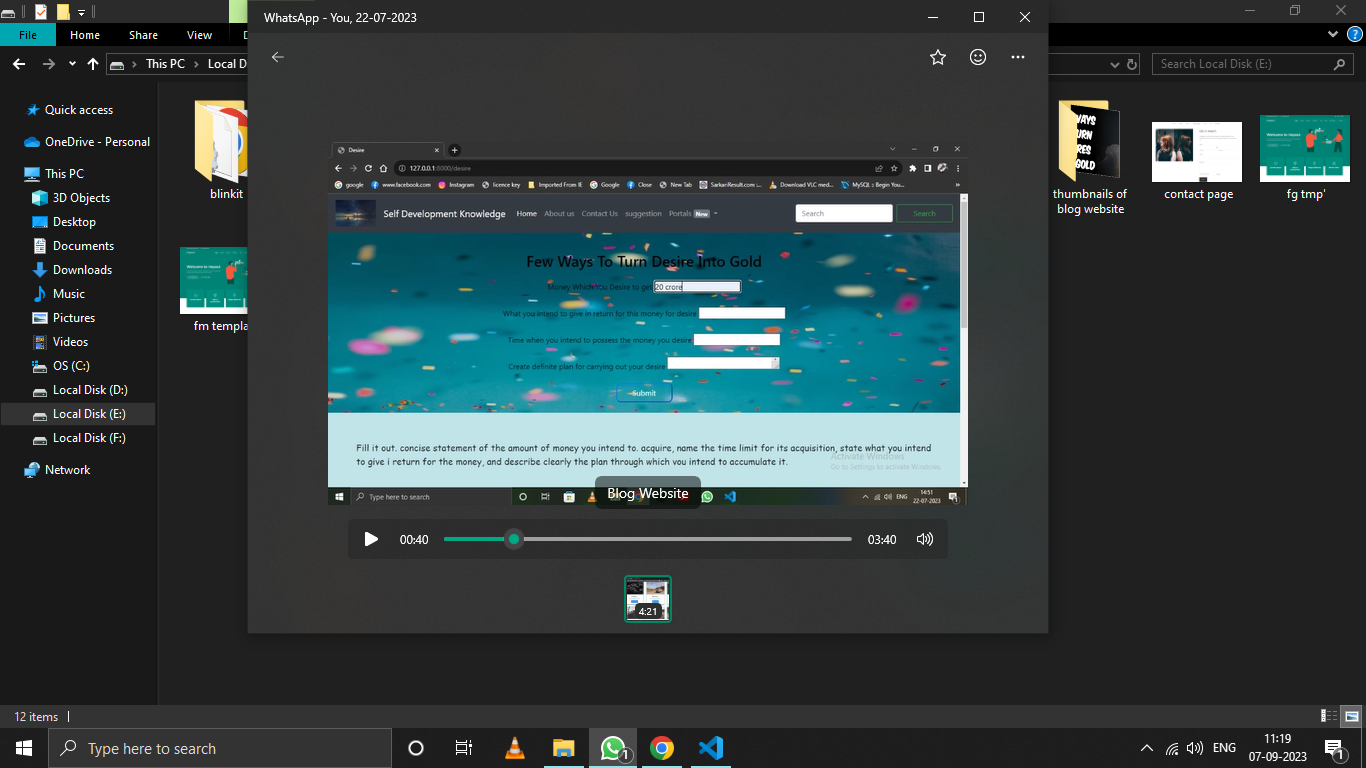 WhatsApp - You, 22-07-2023
File Home Share View
This PC Local D
Search Local Disk (E:)
Quick access
OneDrive - Personal
This PC
3D Objects
Desktop
Documents
Downloads
Music
Pictures
Videos
OS (C:)
Local Disk (D:)
Local Disk (E:)
Local Disk (F:)
Network
blinkit
fm templa
WAYS
TURN
GOLD
thumbnails of
blog website
contact page
fg tmp'
Desire
127.0.0.1:8000/desire
google www.facebook.com Instagram licence key Imported From IE Google Close New Tab SarkariResult.com :... Download VLC med... MySQL :: Begin You... »
Self Development Knowledge Home About us Contact Us suggestion Portals New Search Search
Few Ways To Turn Desire Into Gold
Money Which You Desire to get 20 crore
What you intend to give in return for this money for desire
Time when you intend to possess the money you desire
Create definite plan for carrying out your desire
Submit
Fill it out. concise statement of the amount of money you intend to. acquire, name the time limit for its acquisition, state what you intend
to give i return for the money, and describe clearly the plan through which you intend to accumulate it.
Activate Windows
Go to Settings to activate Windows.
Type here to search
ENG 14:51
22-07-2023
Blog Website
00:40 03:40
4:21
12 items
Type here to search
1
ENG
11:19
07-09-2023
1